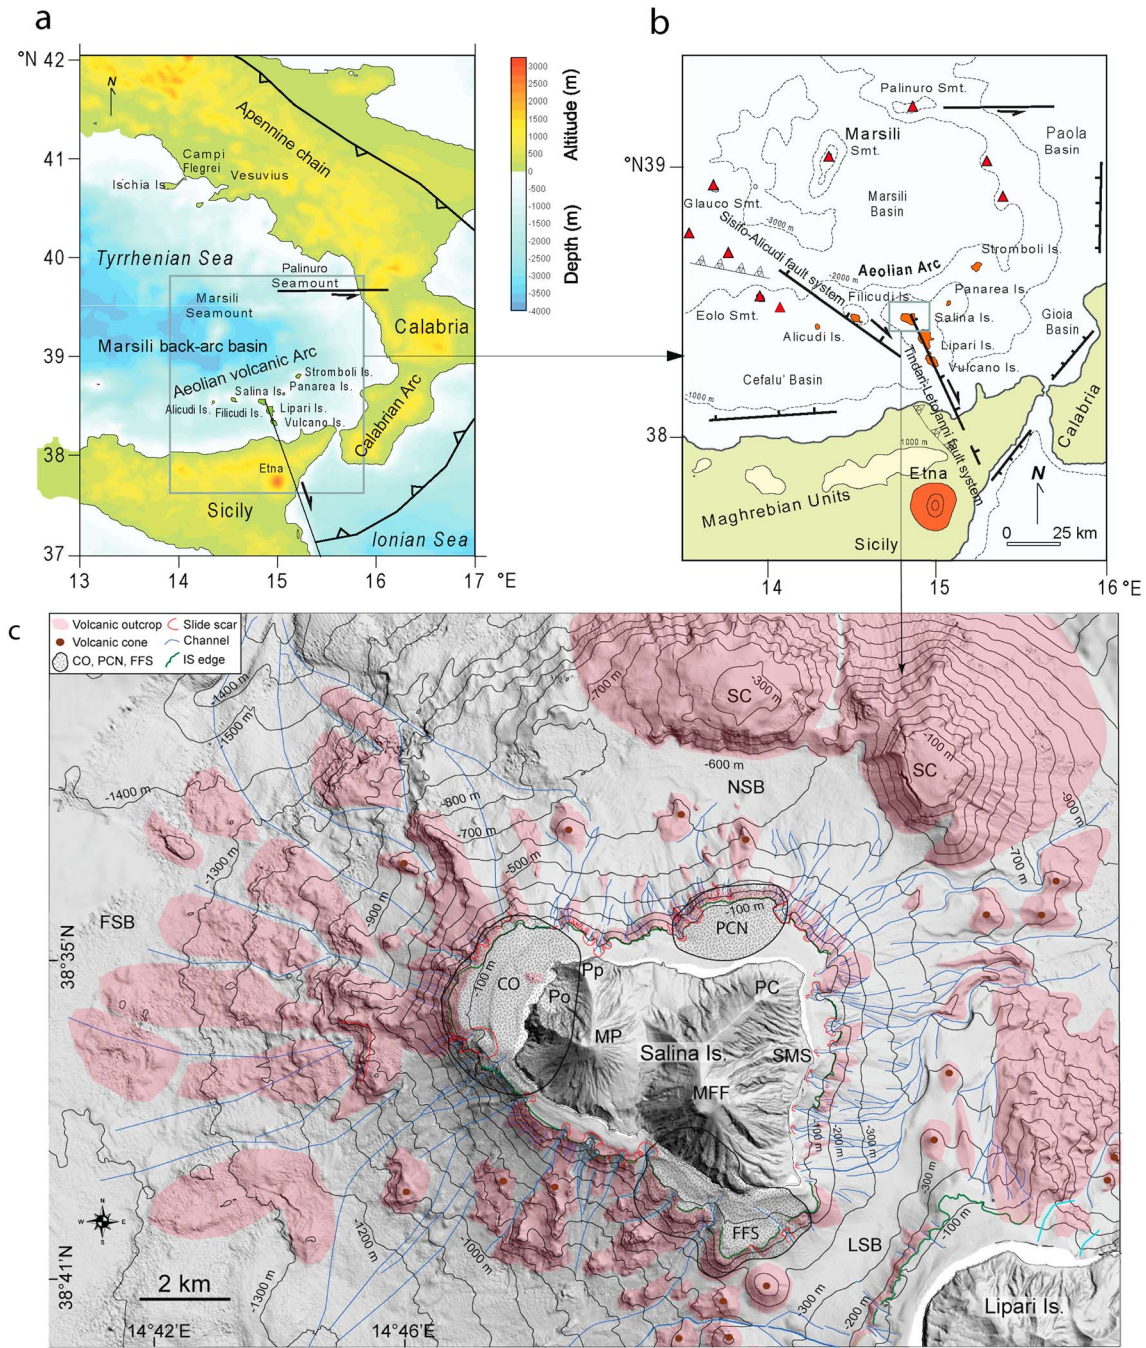 a
°N 42
41
40
39
38
37
13
14
15
16
17
°E
N
Apennine chain
Campi
Flegrei
Vesuvius
Ischia Is.
Tyrrhenian Sea
Palinuro
Seamount
Marsili
Seamount
Calabria
Marsili back-arc basin
Aeolian volcanic Arc
Stromboli Is.
Salina Is.
Panarea Is.
Alicudi Is.
Filicudi Is.
Lipari Is.
Vulcano Is.
Calabrian Arc
Etna
Sicily
Ionian Sea
3000
2500
2000
1500
1000
500
0
-500
-1000
-1500
-2000
-2500
-3000
-3500
-4000
Altitude (m)
Depth (m)
b
°N39
38
14
15
16
°E
Palinuro Smt.
Marsili
Smt.
Paola
Basin
Glauco Smt.
Marsili
Basin
-3000 m
Sisifo-Alicudi fault system
Stromboli Is.
-2000 m
Aeolian Arc
Filicudi Is.
Panarea Is.
Eolo Smt.
Salina Is.
Gioia
Basin
Alicudi Is.
Lipari Is.
Vulcano Is.
Cefalu' Basin
-1000 m
Tindari-Letojanni fault system
Calabria
1000 m
Etna
Maghrebian Units
N
Sicily
0 25 km
c
Volcanic outcrop
Slide scar
Volcanic cone
Channel
CO, PCN, FFS
IS edge
-1400 m
-1500 m
-1400 m
-1300 m
-900 m
-800 m
-700 m
-500 m
-700 m
-300 m
SC
-100 m
SC
-600 m
NSB
-900 m
-700 m
FSB
-100 m
PCN
-100 m
CO
Pp
Po
PC
MP
Salina Is.
SMS
MFF
-100 m
-200 m
-300 m
-300 m
-100 m
FFS
LSB
-1200 m
-1000 m
-1300 m
-300 m
-200 m
Lipari Is.
N
W E
S
2 km
38°35'N
38°41'N
14°42'E
14°46'E